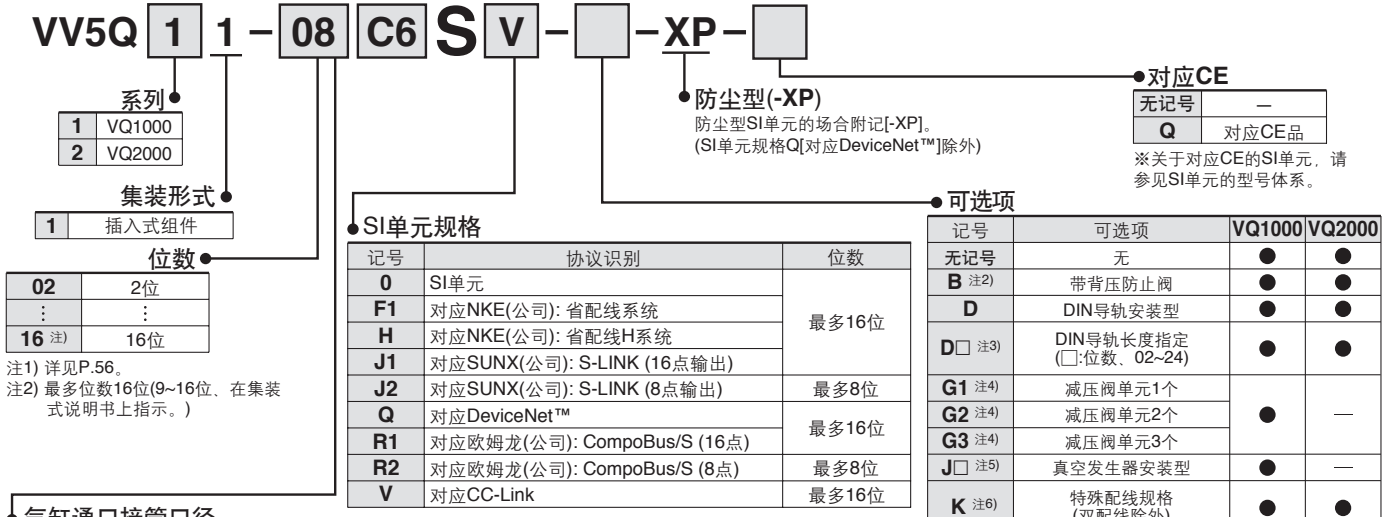 VV5Q 1 1 - 08 C6 S V - □ - XP - □
系列
1 VQ1000
2 VQ2000
集装形式
1 插入式组件
位数
02 2位
⋮ ⋮
16 注) 16位
注1) 详见P.56。
注2) 最多位数16位(9~16位、在集装
式说明书上指示。)
气缸通口接管口径
SI单元规格
记号 协议识别 位数
0 SI单元 最多16位
F1 对应NKE(公司): 省配线系统
H 对应NKE(公司): 省配线H系统
J1 对应SUNX(公司): S-LINK (16点输出)
J2 对应SUNX(公司): S-LINK (8点输出) 最多8位
Q 对应DeviceNet™ 最多16位
R1 对应欧姆龙(公司): CompoBus/S (16点)
R2 对应欧姆龙(公司): CompoBus/S (8点) 最多8位
V 对应CC-Link 最多16位
防尘型(-XP)
防尘型SI单元的场合附记[-XP]。
(SI单元规格Q[对应DeviceNet™]除外)
对应CE
无记号 —
Q 对应CE品
※关于对应CE的SI单元, 请
参见SI单元的型号体系。
可选项
记号 可选项 VQ1000 VQ2000
无记号 无 ● ●
B 注2) 带背压防止阀 ● ●
D DIN导轨安装型 ● ●
D□ 注3) DIN导轨长度指定
(□:位数、02~24) ● ●
G1 注4) 减压阀单元1个 ● —
G2 注4) 减压阀单元2个
G3 注4) 减压阀单元3个
J□ 注5) 真空发生器安装型 ● —
K 注6) 特殊配线规格
(双配线除外) ● ●